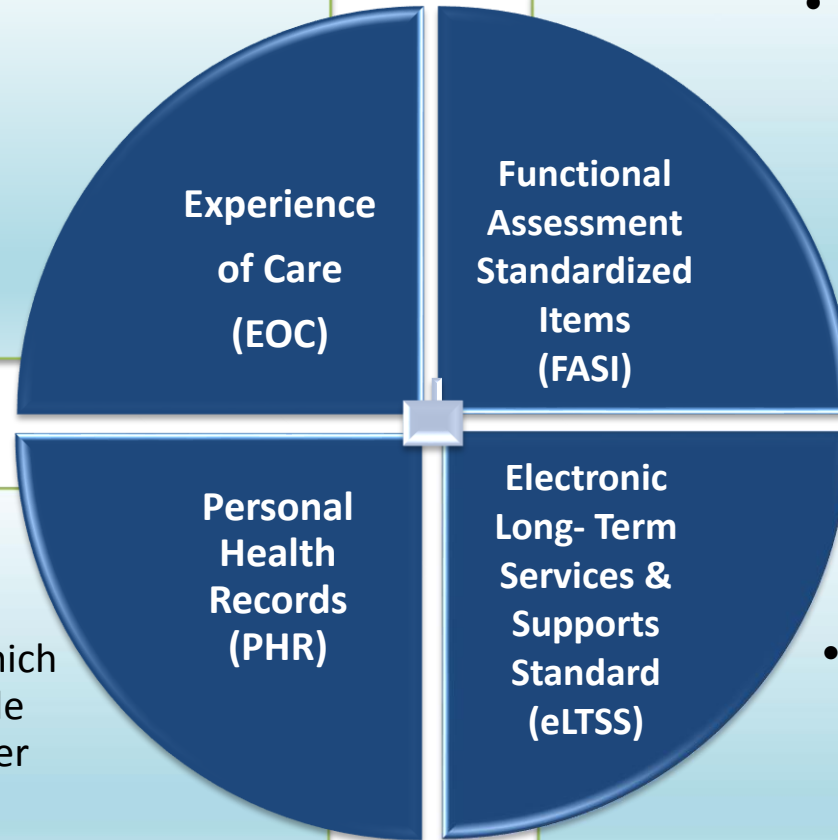 Experience
of Care
(EOC)
Functional
Assessment
Standardized
Items
(FASI)
Personal
Health
Records
(PHR)
Electronic
Long- Term
Services &
Supports
Standard
(eLTSS)